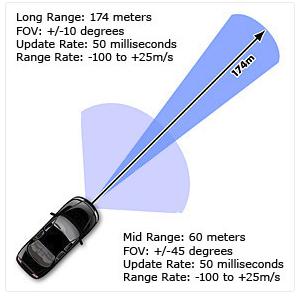 Long Range: 174 meters
FOV: +/-10 degrees
Update Rate: 50 milliseconds
Range Rate: -100 to +25m/s
174m
Mid Range: 60 meters
FOV: +/-45 degrees
Update Rate: 50 milliseconds
Range Rate: -100 to +25m/s